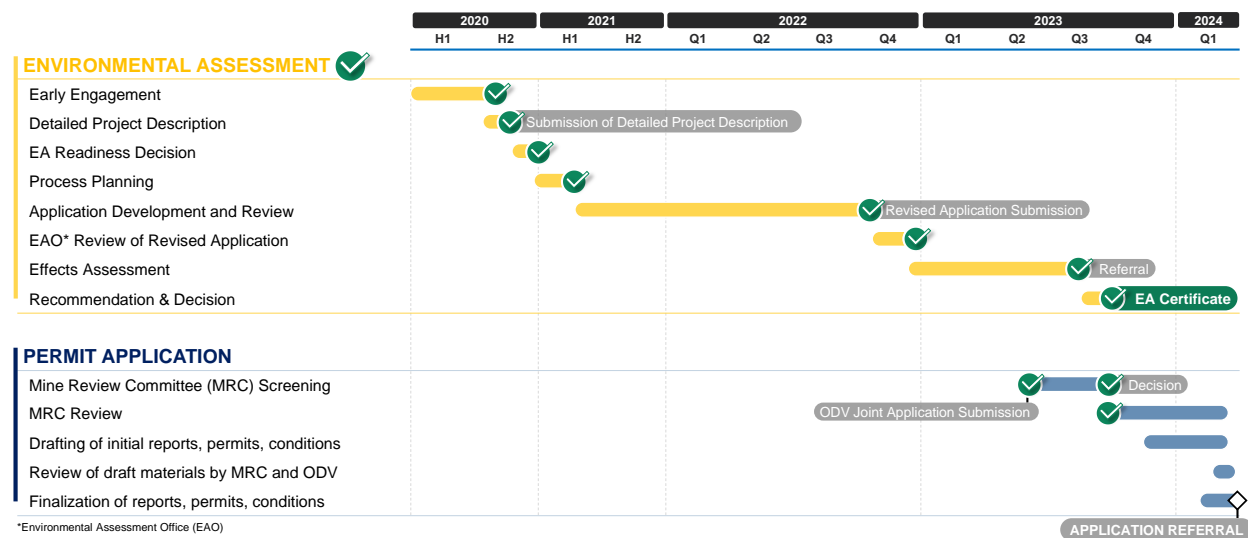 2020 2021 2022 2023 2024
H1 H2 H1 H2 Q1 Q2 Q3 Q4 Q1 Q2 Q3 Q4 Q1
ENVIRONMENTAL ASSESSMENT
Early Engagement
Detailed Project Description Submission of Detailed Project Description
EA Readiness Decision
Process Planning
Application Development and Review Revised Application Submission
EAO* Review of Revised Application
Effects Assessment Referral
Recommendation & Decision EA Certificate
PERMIT APPLICATION
Mine Review Committee (MRC) Screening Decision
MRC Review ODV Joint Application Submission
Drafting of initial reports, permits, conditions
Review of draft materials by MRC and ODV
Finalization of reports, permits, conditions
*Environmental Assessment Office (EAO)
APPLICATION REFERRAL